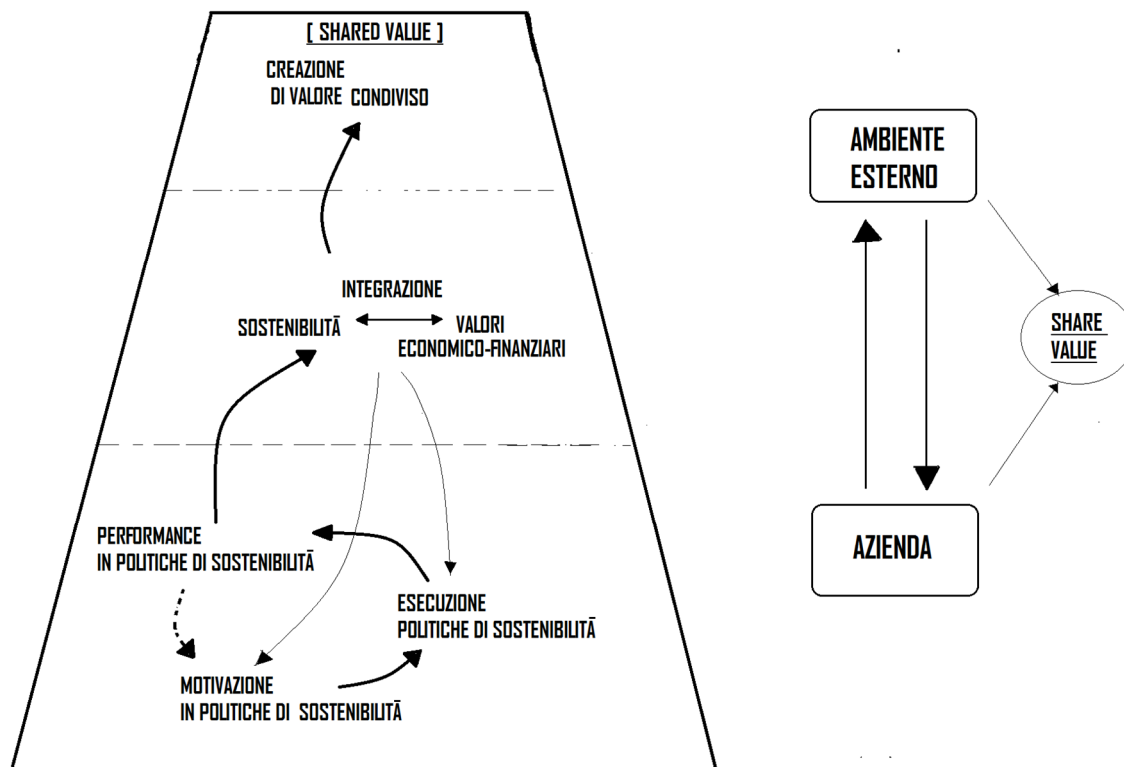 [ SHARED VALUE ]
CREAZIONE
DI VALORE CONDIVISO
INTEGRAZIONE
SOSTENIBILITĀ
VALORI
ECONOMICO-FINANZIARI
PERFORMANCE
IN POLITICHE DI SOSTENIBILITĀ
ESECUZIONE
POLITICHE DI SOSTENIBILITĀ
MOTIVAZIONE
IN POLITICHE DI SOSTENIBILITĀ
AMBIENTE
ESTERNO
SHARE
VALUE
AZIENDA